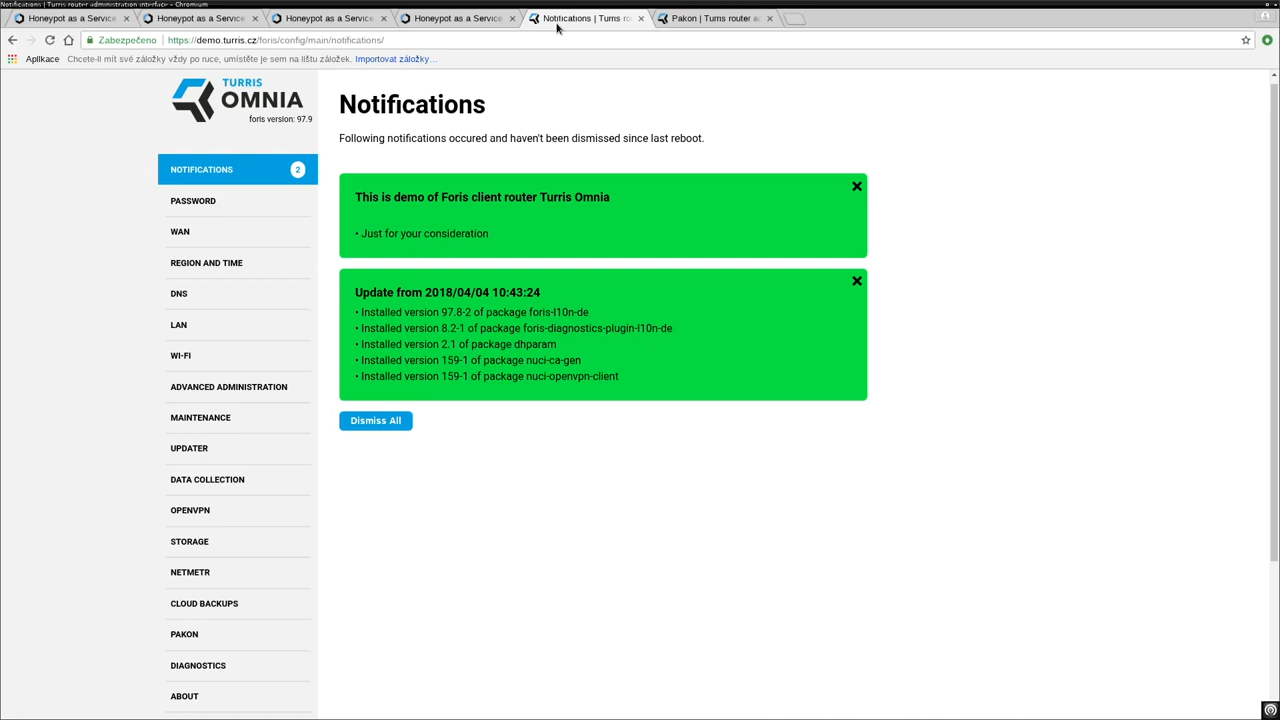 Notifications | Turris router administration interface - Chromium
Honeypot as a Service
Honeypot as a Service
Honeypot as a Service
Honeypot as a Service
Notifications | Turris ro
Pakon | Turris router a
Zabezpečeno
https://demo.turris.cz/foris/config/main/notifications/
Aplikace
Chcete-li mít své záložky vždy po ruce, umístěte je sem na lištu záložek.
Importovat záložky…
TURRIS
OMNIA
foris version: 97.9
NOTIFICATIONS
2
PASSWORD
WAN
REGION AND TIME
DNS
LAN
WI-FI
ADVANCED ADMINISTRATION
MAINTENANCE
UPDATER
DATA COLLECTION
OPENVPN
STORAGE
NETMETR
CLOUD BACKUPS
PAKON
DIAGNOSTICS
ABOUT
Notifications
Following notifications occured and haven't been dismissed since last reboot.
This is demo of Foris client router Turris Omnia
• Just for your consideration
Update from 2018/04/04 10:43:24
• Installed version 97.8-2 of package foris-l10n-de
• Installed version 8.2-1 of package foris-diagnostics-plugin-l10n-de
• Installed version 2.1 of package dhparam
• Installed version 159-1 of package nuci-ca-gen
• Installed version 159-1 of package nuci-openvpn-client
Dismiss All